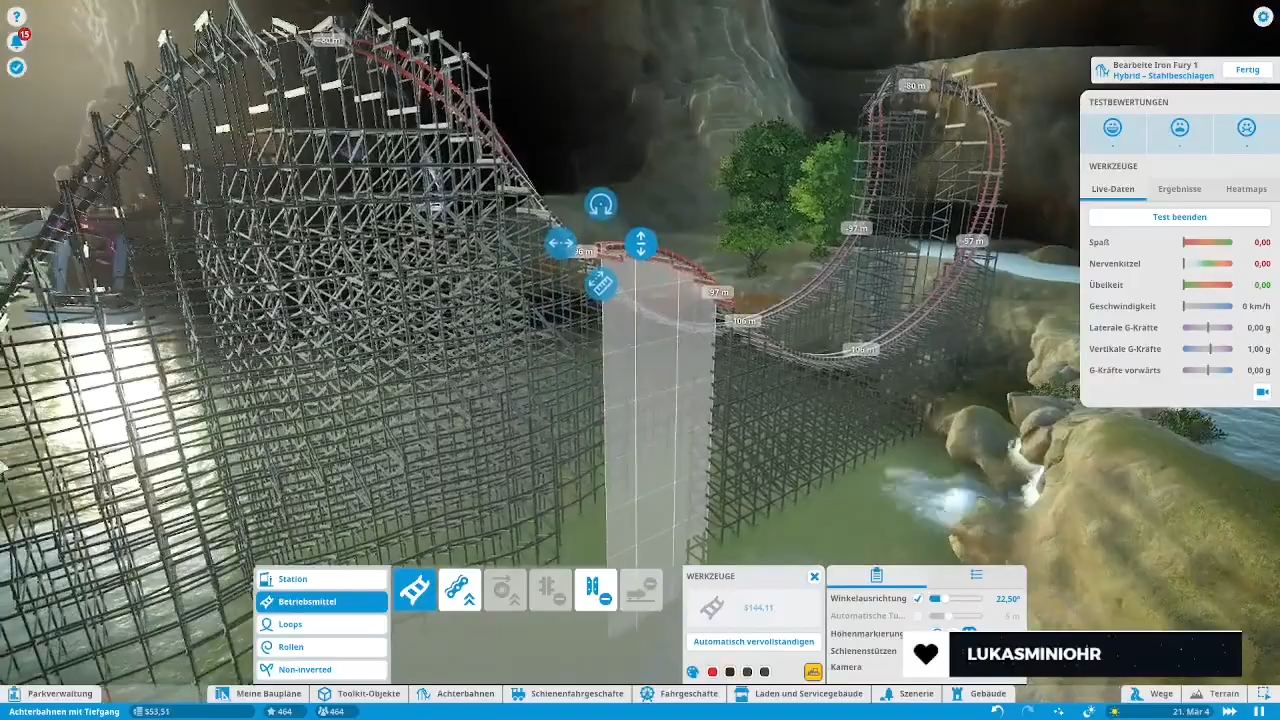 ?
15
-80 m
-80 m
Bearbeite Iron Fury 1
Hybrid – Stahlbeschlagen
Fertig
TESTBEWERTUNGEN
-
-
-
WERKZEUGE
Live-Daten
Ergebnisse
Heatmaps
Test beenden
-97 m
-97 m
Spaß
0,00
Nervenkitzel
0,00
Übelkeit
0,00
Geschwindigkeit
0 km/h
Laterale G-Kräfte
0,00 g
Vertikale G-Kräfte
1,00 g
G-Kräfte vorwärts
0,00 g
-97 m
-106 m
-106 m
Station
Betriebsmittel
Loops
Rollen
Non-inverted
WERKZEUGE
$144,11
Automatisch vervollständigen
Winkelausrichtung
22,50°
Automatische Tu...
Höhenmarkierung
Schienenstützen
Kamera
LUKASMINIOHR
Parkverwaltung
Meine Baupläne
Toolkit-Objekte
Achterbahnen
Schienenfahrgeschäfte
Fahrgeschäfte
Läden und Servicegebäude
Szenerie
Gebäude
Wege
Terrain
Achterbahnen mit Tiefgang
$53,51
464
464
21. Mär 4